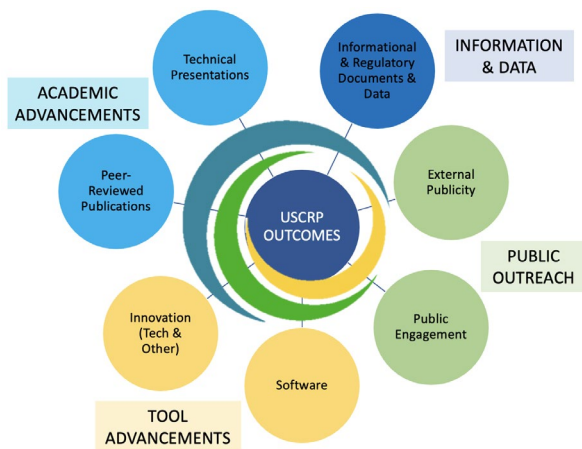 Technical
Presentations
Informational
& Regulatory
Documents &
Data
INFORMATION
& DATA
ACADEMIC
ADVANCEMENTS
Peer-
Reviewed
Publications
USCRP
OUTCOMES
External
Publicity
PUBLIC
OUTREACH
Innovation
(Tech &
Other)
Public
Engagement
Software
TOOL
ADVANCEMENTS